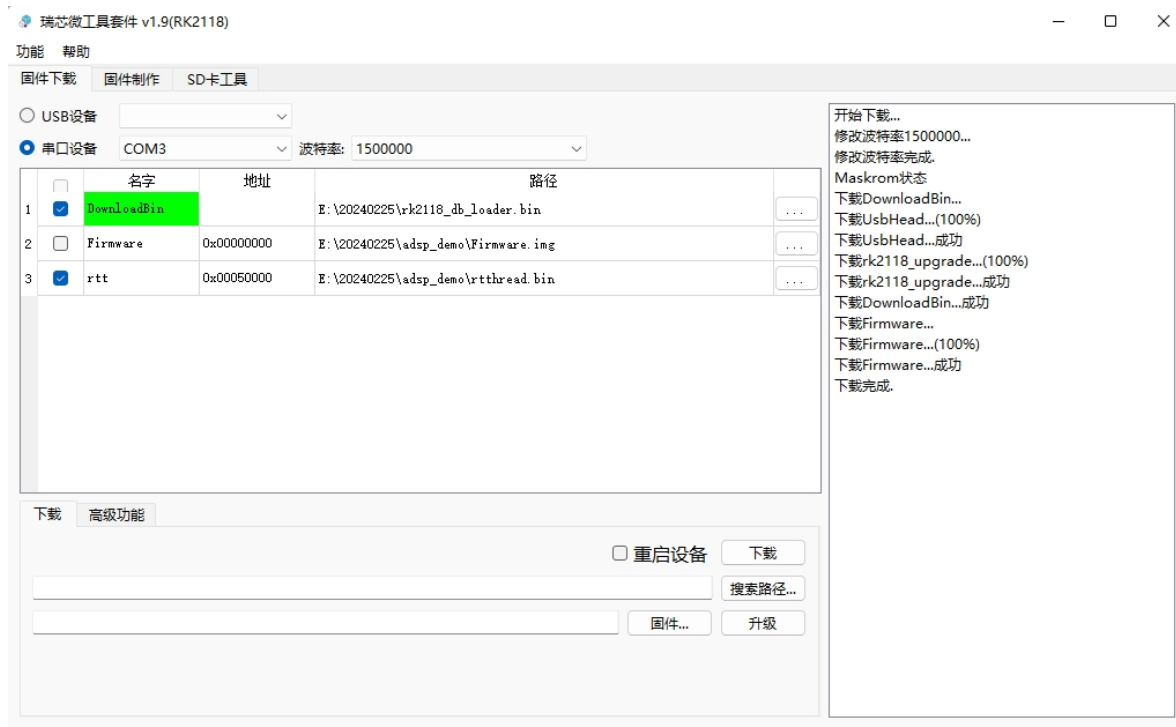 瑞芯微工具套件 v1.9(RK2118)
功能 帮助
固件下载 固件制作 SD卡工具
USB设备
串口设备 COM3 波特率: 1500000
名字 地址 路径
1 DownloadBin E:\20240225\rk2118_db_loader.bin ...
2 Firmware 0x00000000 E:\20240225\adsp_demo\Firmware.img ...
3 rtt 0x00050000 E:\20240225\adsp_demo\rtthread.bin ...
下载 高级功能
重启设备 下载
搜索路径...
固件... 升级
开始下载...
修改波特率1500000...
修改波特率完成.
Maskrom状态
下载DownloadBin...
下载UsbHead...(100%)
下载UsbHead...成功
下载rk2118_upgrade...(100%)
下载rk2118_upgrade...成功
下载DownloadBin...成功
下载Firmware...
下载Firmware...(100%)
下载Firmware...成功
下载完成.